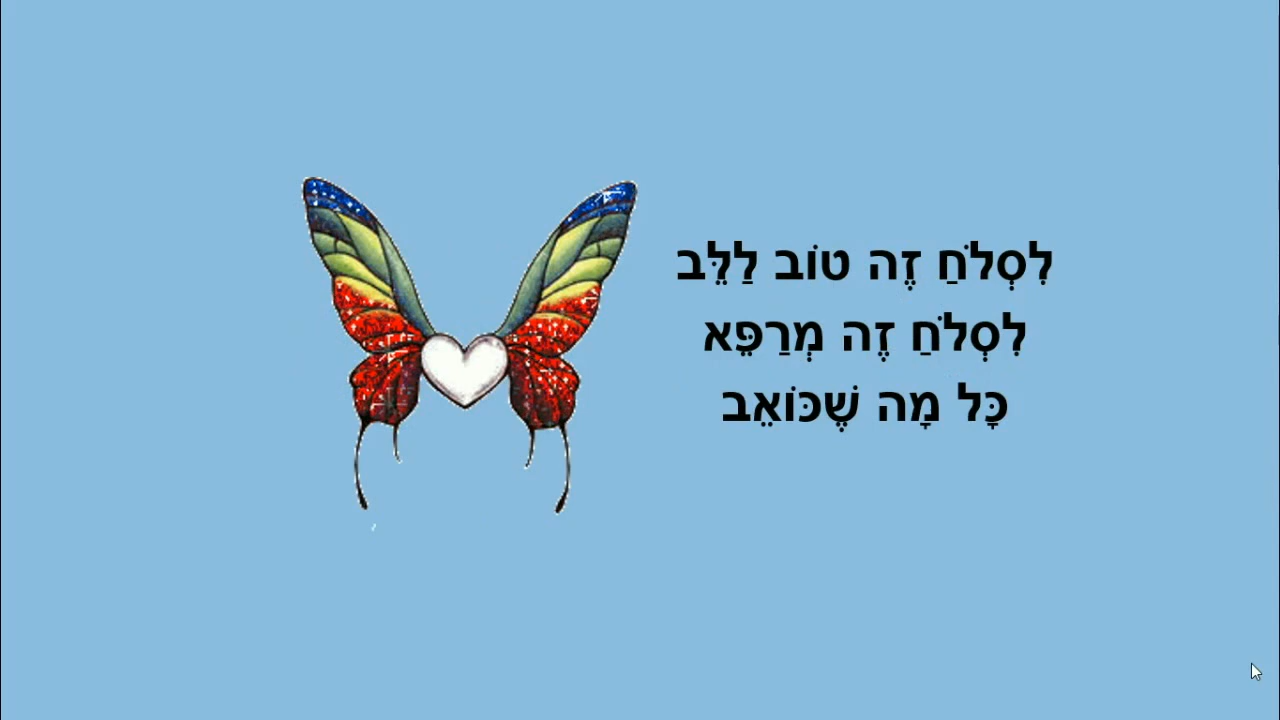 לִסְלֹחַ זֶה טוֹב לַלֵּב
לִסְלֹחַ זֶה מְרַפֵּא
כָּל מָה שֶׁכּוֹאֵב